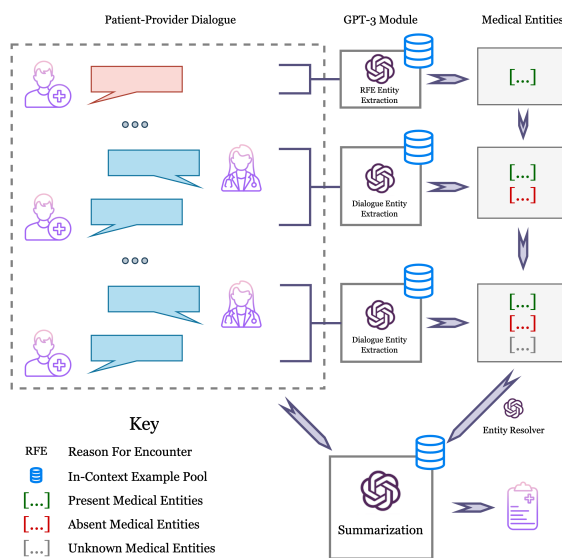 Patient-Provider Dialogue
GPT-3 Module
Medical Entities
RFE Entity
Extraction
[...]
Dialogue Entity
Extraction
[...]
[...]
Dialogue Entity
Extraction
[...]
[...]
[...]
Entity Resolver
Summarization
Key
RFE Reason For Encounter
In-Context Example Pool
[...] Present Medical Entities
[...] Absent Medical Entities
[...] Unknown Medical Entities